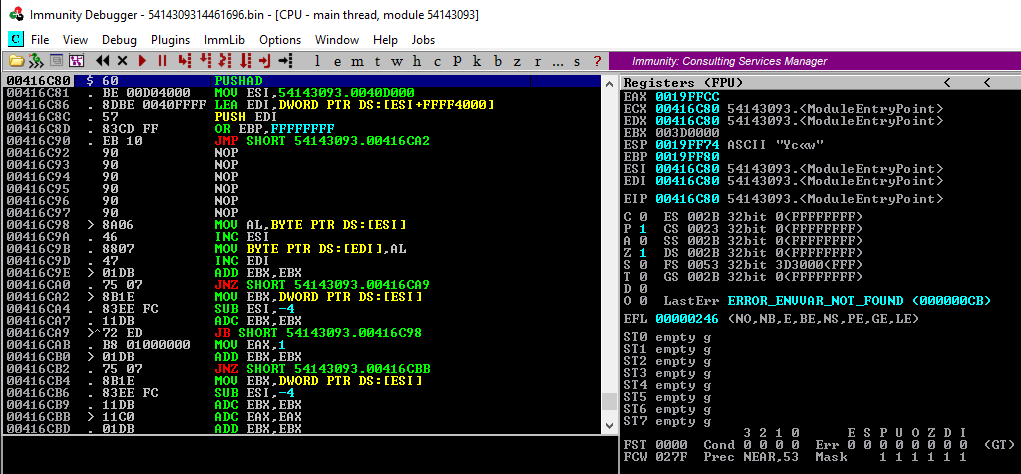 Immunity Debugger - 5414309314461696.bin - [CPU - main thread, module 54143093]
C File View Debug Plugins ImmLib Options Window Help Jobs
l e m t w h c P k b z r ... s ?
Immunity: Consulting Services Manager
00416C80 $ 60 PUSHAD
00416C81 . BE 00D04000 MOV ESI,54143093.0040D000
00416C86 . 8DBE 0040FFFF LEA EDI,DWORD PTR DS:[ESI+FFFF4000]
00416C8C . 57 PUSH EDI
00416C8D . 83CD FF OR EBP,FFFFFFFF
00416C90 . EB 10 JMP SHORT 54143093.00416CA2
00416C92 90 NOP
00416C93 90 NOP
00416C94 90 NOP
00416C95 90 NOP
00416C96 90 NOP
00416C97 90 NOP
00416C98 > 8A06 MOV AL,BYTE PTR DS:[ESI]
00416C9A . 46 INC ESI
00416C9B . 8807 MOV BYTE PTR DS:[EDI],AL
00416C9D . 47 INC EDI
00416C9E > 01DB ADD EBX,EBX
00416CA0 . 75 07 JNZ SHORT 54143093.00416CA9
00416CA2 > 8B1E MOV EBX,DWORD PTR DS:[ESI]
00416CA4 . 83EE FC SUB ESI,-4
00416CA7 . 11DB ADC EBX,EBX
00416CA9 > 72 ED JB SHORT 54143093.00416C98
00416CAB . B8 01000000 MOV EAX,1
00416CB0 > 01DB ADD EBX,EBX
00416CB2 . 75 07 JNZ SHORT 54143093.00416CBB
00416CB4 . 8B1E MOV EBX,DWORD PTR DS:[ESI]
00416CB6 . 83EE FC SUB ESI,-4
00416CB9 . 11DB ADC EBX,EBX
00416CBB > 11C0 ADC EAX,EAX
00416CBD . 01DB ADD EBX,EBX
Registers (FPU) < <
EAX 0019FFCC
ECX 00416C80 54143093.<ModuleEntryPoint>
EDX 00416C80 54143093.<ModuleEntryPoint>
EBX 003D0000
ESP 0019FF74 ASCII "Yc«w"
EBP 0019FF80
ESI 00416C80 54143093.<ModuleEntryPoint>
EDI 00416C80 54143093.<ModuleEntryPoint>
EIP 00416C80 54143093.<ModuleEntryPoint>
C 0 ES 002B 32bit 0(FFFFFFFF)
P 1 CS 0023 32bit 0(FFFFFFFF)
A 0 SS 002B 32bit 0(FFFFFFFF)
Z 1 DS 002B 32bit 0(FFFFFFFF)
S 0 FS 0053 32bit 3D3000(FFF)
T 0 GS 002B 32bit 0(FFFFFFFF)
D 0
O 0 LastErr ERROR_ENVVAR_NOT_FOUND (000000CB)
EFL 00000246 (NO,NB,E,BE,NS,PE,GE,LE)
ST0 empty g
ST1 empty g
ST2 empty g
ST3 empty g
ST4 empty g
ST5 empty g
ST6 empty g
ST7 empty g
3 2 1 0 E S P U O Z D I
FST 0000 Cond 0 0 0 0 Err 0 0 0 0 0 0 0 0 (GT)
FCW 027F Prec NEAR,53 Mask 1 1 1 1 1 1